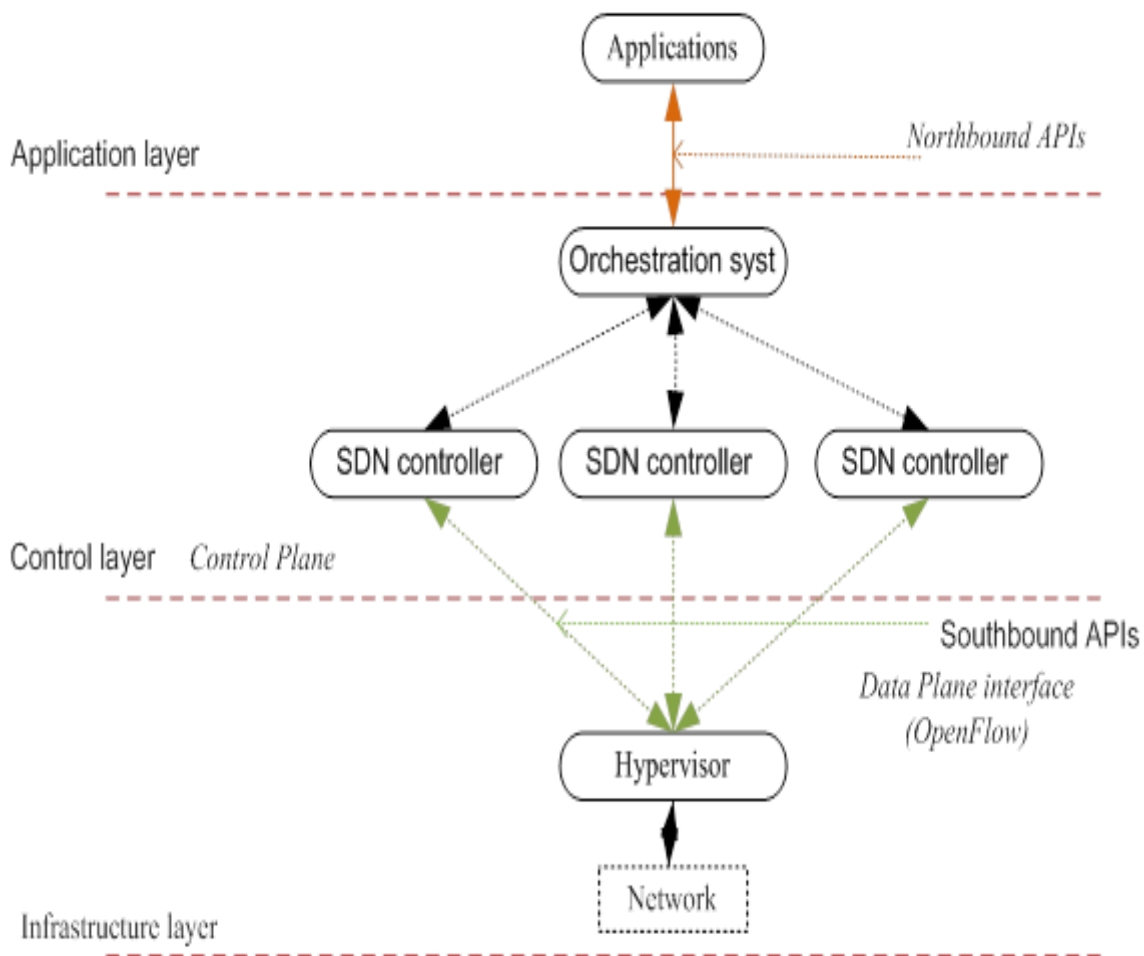 Applications
Northbound APIs
Application layer
Orchestration syst
SDN controller
SDN controller
SDN controller
Control layer
Control Plane
Southbound APIs
Data Plane interface
(OpenFlow)
Hypervisor
Network
Infrastructure layer